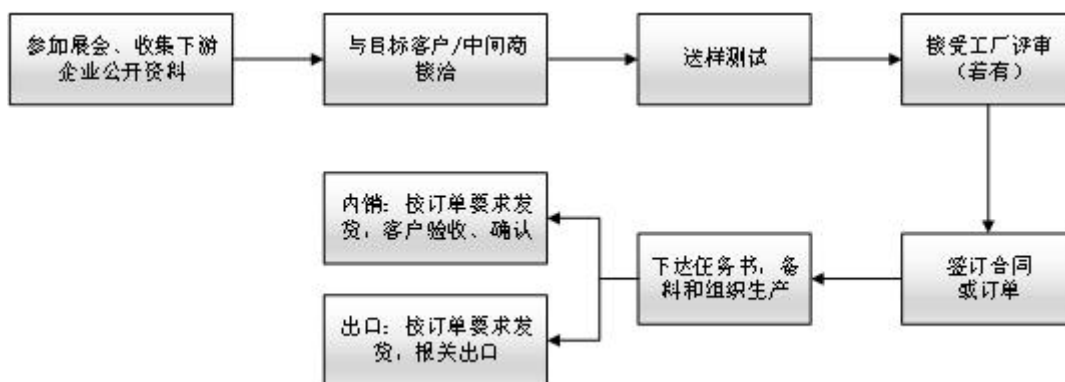 参加展会、收集下游
企业公开资料
与目标客户/中间商
接洽
送样测试
接受工厂评审
（若有）
签订合同
或订单
下达任务书，备
料和组织生产
内销：按订单要求发
货，客户验收、确认
出口：按订单要求发
货，报关出口